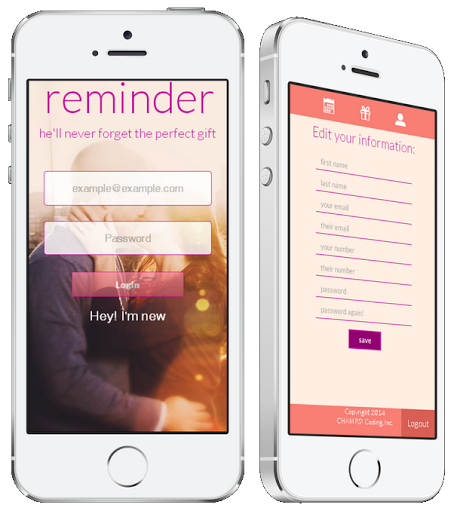 reminder
he'll never forget the perfect gift
example@example.com
Password
Login
Hey! I'm new
Edit your information:
first name
last name
your email
their email
your number
their number
password
password again!
save
Copyright 2014
CHAMPS! Coding, Inc.
Logout